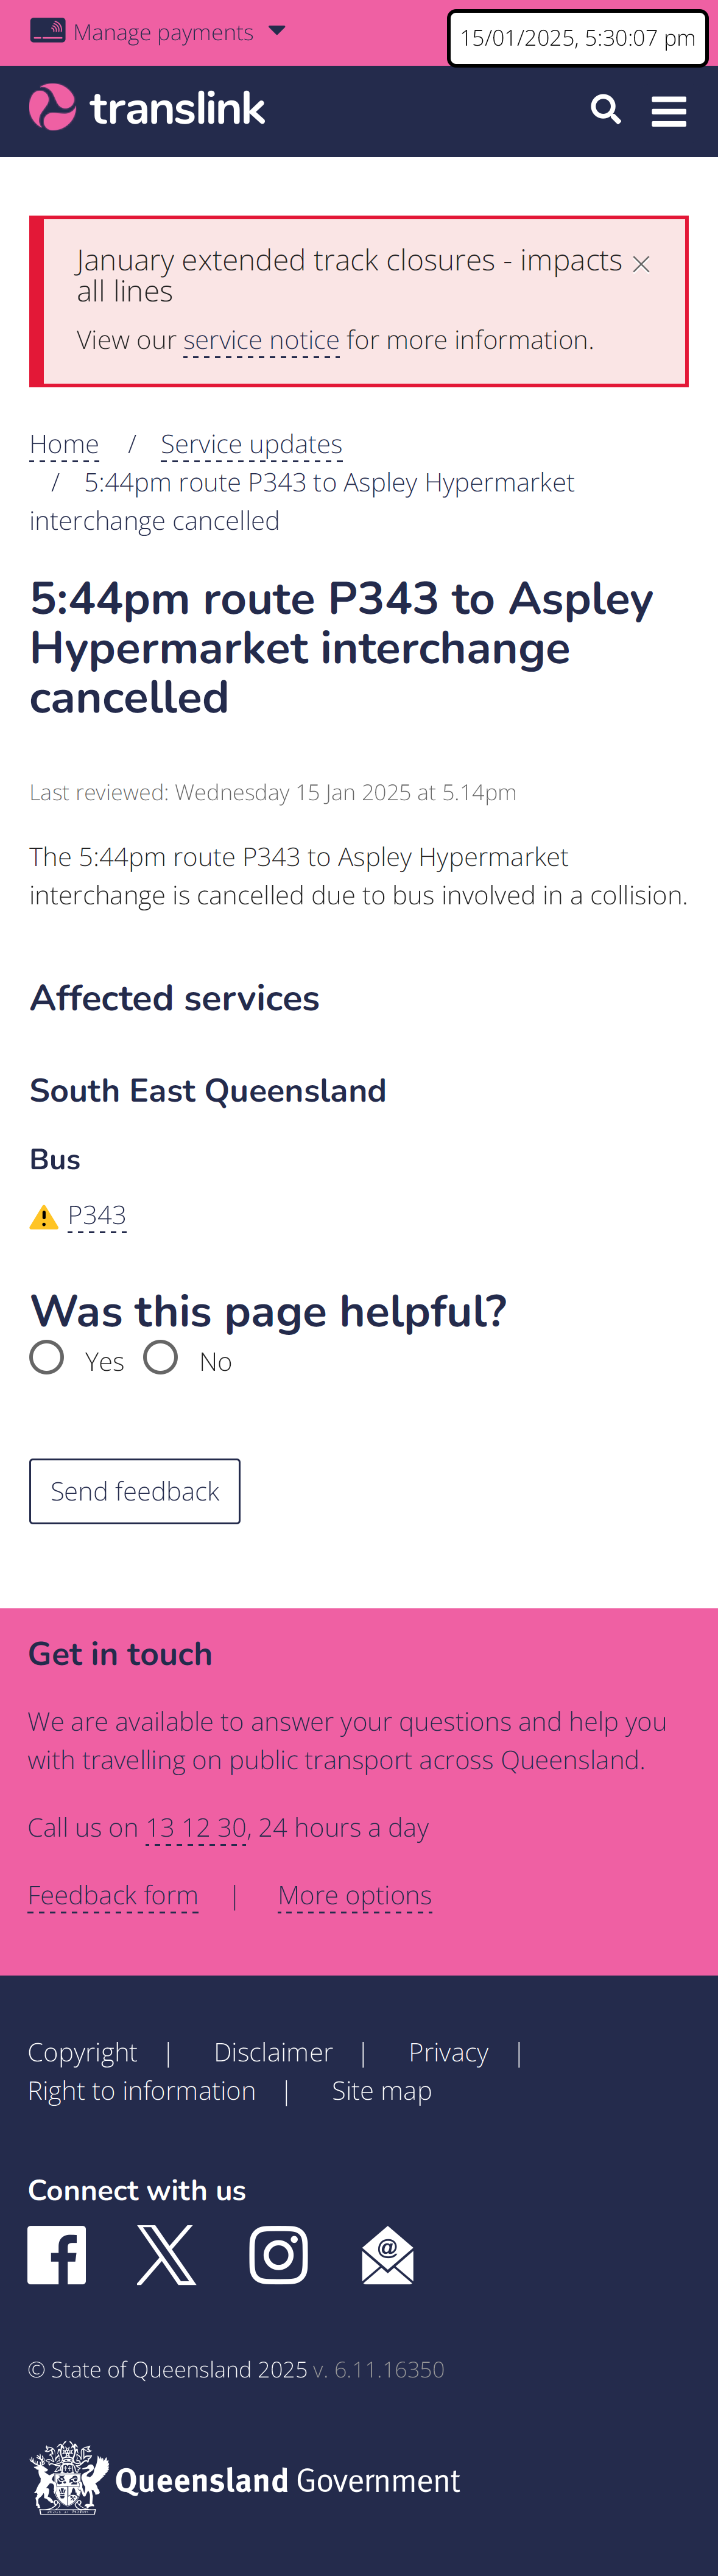 Manage payments
15/01/2025, 5:30:07 pm
translink
January extended track closures - impacts
all lines
View our service notice for more information.
Home / Service updates
/ 5:44pm route P343 to Aspley Hypermarket
interchange cancelled
5:44pm route P343 to Aspley
Hypermarket interchange
cancelled
Last reviewed: Wednesday 15 Jan 2025 at 5.14pm
The 5:44pm route P343 to Aspley Hypermarket
interchange is cancelled due to bus involved in a collision.
Affected services
South East Queensland
Bus
P343
Was this page helpful?
Yes No
Send feedback
Get in touch
We are available to answer your questions and help you
with travelling on public transport across Queensland.
Call us on 13 12 30, 24 hours a day
Feedback form | More options
Copyright | Disclaimer | Privacy |
Right to information | Site map
Connect with us
© State of Queensland 2025 v. 6.11.16350
Queensland Government